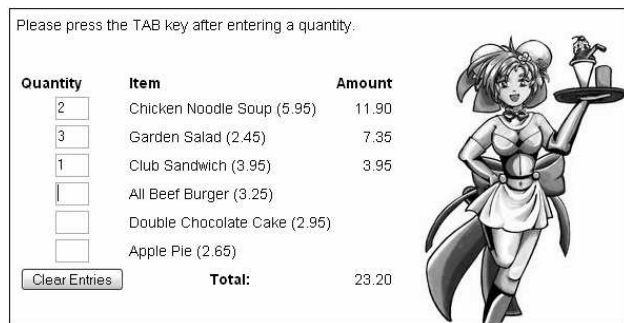 Please press the TAB key after entering a quantity.
Quantity Item Amount
2 Chicken Noodle Soup (5.95) 11.90
3 Garden Salad (2.45) 7.35
1 Club Sandwich (3.95) 3.95
All Beef Burger (3.25)
Double Chocolate Cake (2.95)
Apple Pie (2.65)
Clear Entries Total: 23.20